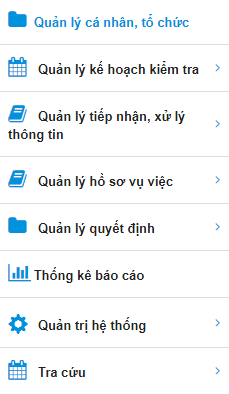 Quản lý cá nhân, tổ chức
Quản lý kế hoạch kiểm tra
Quản lý tiếp nhận, xử lý
thông tin
Quản lý hồ sơ vụ việc
Quản lý quyết định
Thống kê báo cáo
Quản trị hệ thống
Tra cứu